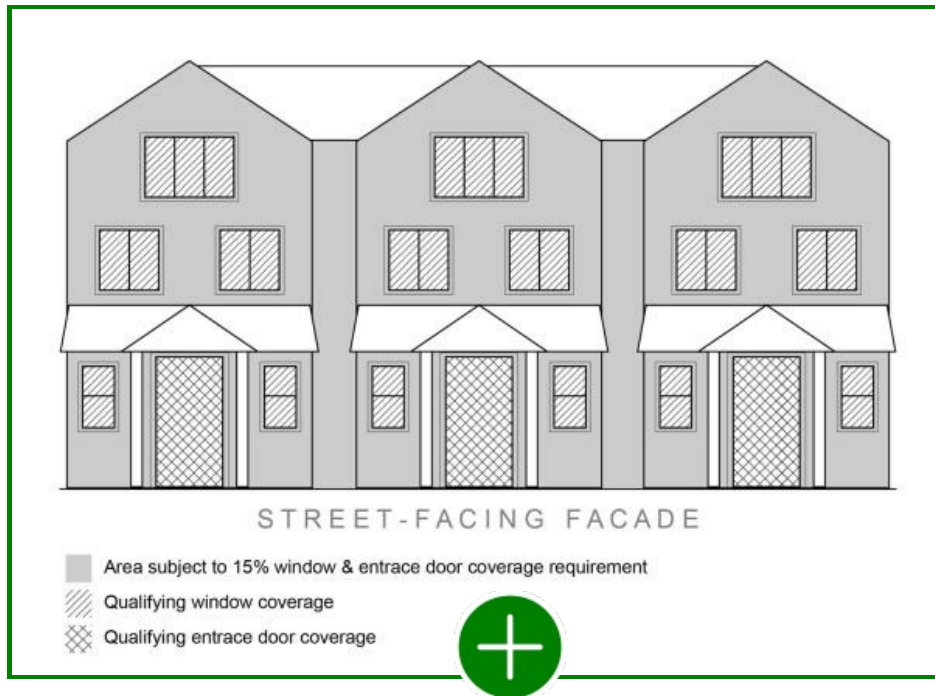 STREET-FACING FACADE
Area subject to 15% window & entrace door coverage requirement
Qualifying window coverage
Qualifying entrace door coverage